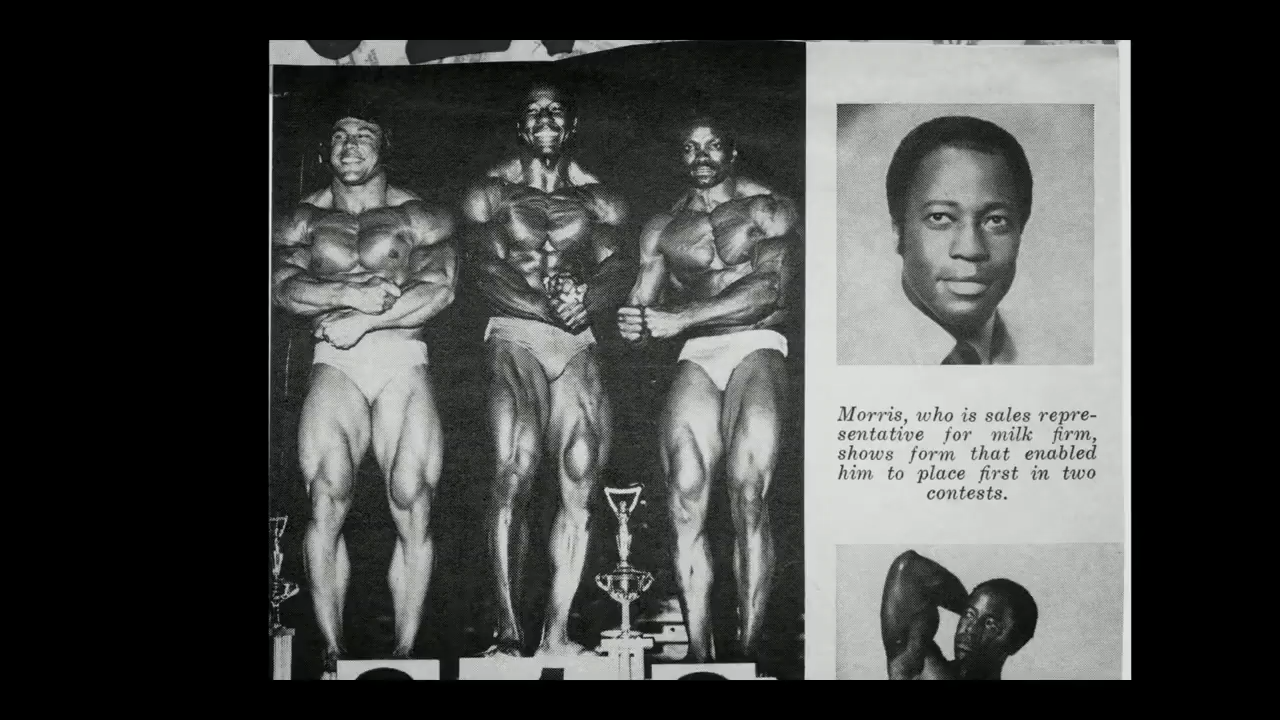 Morris, who is sales repre-
sentative for milk firm,
shows form that enabled
him to place first in two
contests.